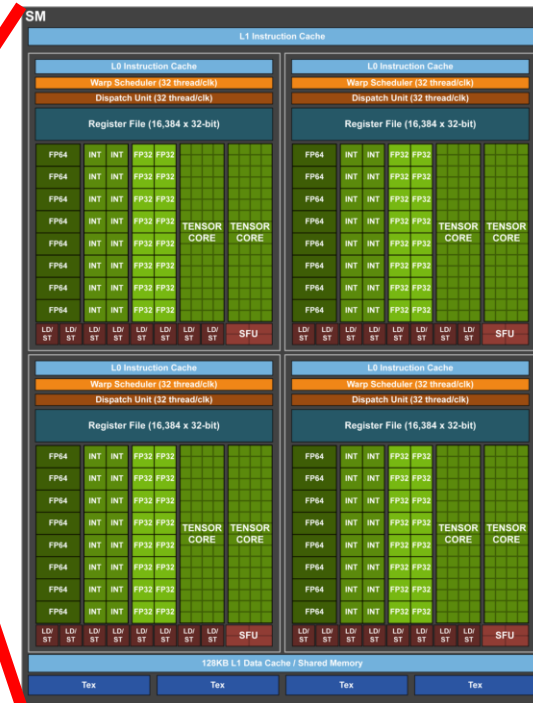 SM
L1 Instruction Cache
L0 Instruction Cache
Warp Scheduler (32 thread/clk)
Dispatch Unit (32 thread/clk)
Register File (16,384 x 32-bit)
FP64 INT INT FP32 FP32
FP64 INT INT FP32 FP32
FP64 INT INT FP32 FP32
FP64 INT INT FP32 FP32 TENSOR TENSOR
FP64 INT INT FP32 FP32 CORE CORE
FP64 INT INT FP32 FP32
FP64 INT INT FP32 FP32
FP64 INT INT FP32 FP32
LD/ LD/ LD/ LD/ LD/ LD/ LD/ LD/ SFU
ST ST ST ST ST ST ST ST
L0 Instruction Cache
Warp Scheduler (32 thread/clk)
Dispatch Unit (32 thread/clk)
Register File (16,384 x 32-bit)
FP64 INT INT FP32 FP32
FP64 INT INT FP32 FP32
FP64 INT INT FP32 FP32
FP64 INT INT FP32 FP32 TENSOR TENSOR
FP64 INT INT FP32 FP32 CORE CORE
FP64 INT INT FP32 FP32
FP64 INT INT FP32 FP32
FP64 INT INT FP32 FP32
LD/ LD/ LD/ LD/ LD/ LD/ LD/ LD/ SFU
ST ST ST ST ST ST ST ST
L0 Instruction Cache
Warp Scheduler (32 thread/clk)
Dispatch Unit (32 thread/clk)
Register File (16,384 x 32-bit)
FP64 INT INT FP32 FP32
FP64 INT INT FP32 FP32
FP64 INT INT FP32 FP32
FP64 INT INT FP32 FP32 TENSOR TENSOR
FP64 INT INT FP32 FP32 CORE CORE
FP64 INT INT FP32 FP32
FP64 INT INT FP32 FP32
FP64 INT INT FP32 FP32
LD/ LD/ LD/ LD/ LD/ LD/ LD/ LD/ SFU
ST ST ST ST ST ST ST ST
L0 Instruction Cache
Warp Scheduler (32 thread/clk)
Dispatch Unit (32 thread/clk)
Register File (16,384 x 32-bit)
FP64 INT INT FP32 FP32
FP64 INT INT FP32 FP32
FP64 INT INT FP32 FP32
FP64 INT INT FP32 FP32 TENSOR TENSOR
FP64 INT INT FP32 FP32 CORE CORE
FP64 INT INT FP32 FP32
FP64 INT INT FP32 FP32
FP64 INT INT FP32 FP32
LD/ LD/ LD/ LD/ LD/ LD/ LD/ LD/ SFU
ST ST ST ST ST ST ST ST
128KB L1 Data Cache / Shared Memory
Tex Tex Tex Tex